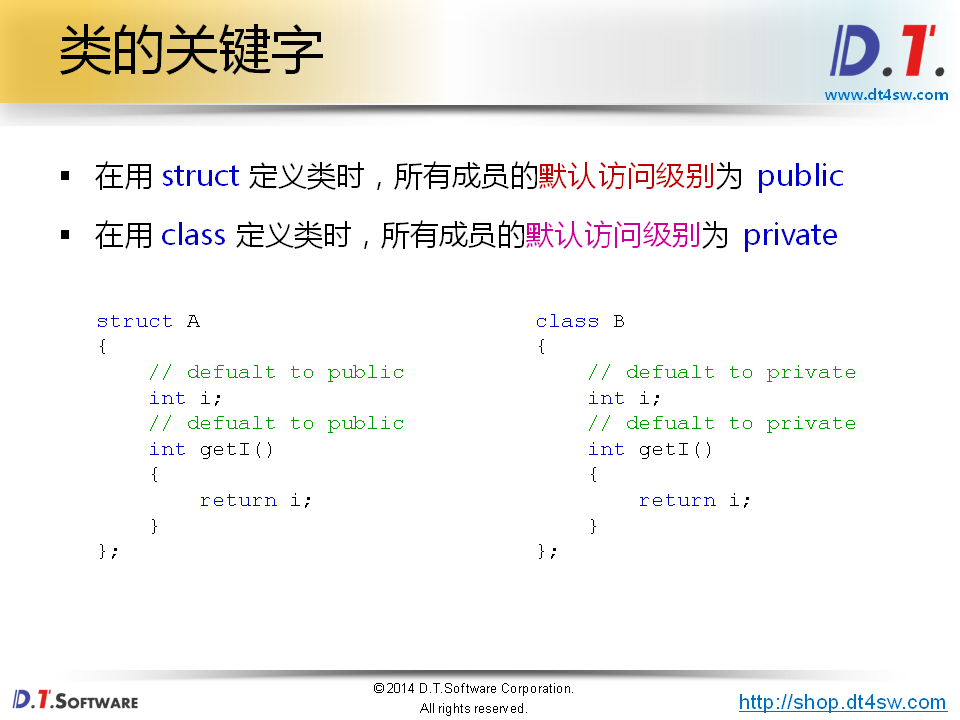 类的关键字
D.T.
www.dt4sw.com
▪ 在用 struct 定义类时，所有成员的默认访问级别为 public
▪ 在用 class 定义类时，所有成员的默认访问级别为 private
struct A
{
    // defualt to public
    int i;
    // defualt to public
    int getI()
    {
        return i;
    }
};
class B
{
    // defualt to private
    int i;
    // defualt to private
    int getI()
    {
        return i;
    }
};
D.T.SOFTWARE
©2014 D.T.Software Corporation.
All rights reserved.
http://shop.dt4sw.com